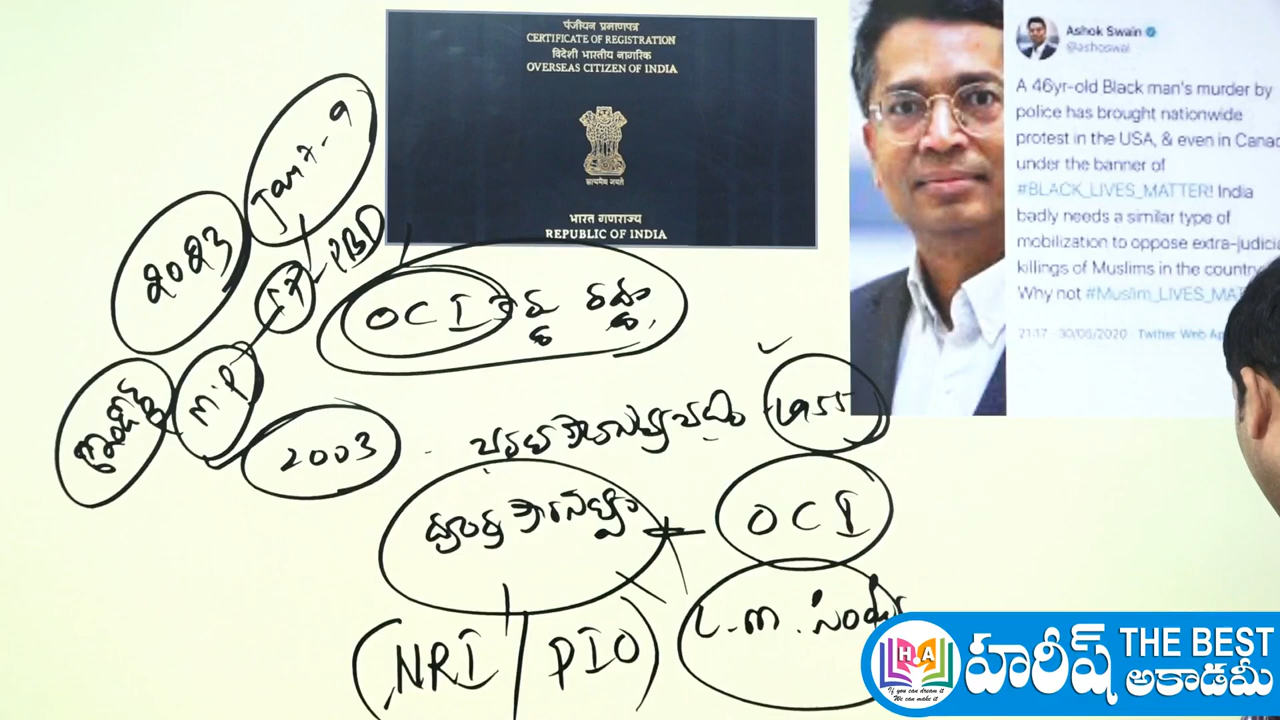 पंजीयन प्रमाणपत्र
CERTIFICATE OF REGISTRATION
विदेशी भारतीय नागरिक
OVERSEAS CITIZEN OF INDIA
सत्यमेव जयते
भारत गणराज्य
REPUBLIC OF INDIA
Ashok Swain
@ashoswai
A 46yr-old Black man's murder by
police has brought nationwide
protest in the USA, & even in Canad
under the banner of
#BLACK_LIVES_MATTER! India
badly needs a similar type of
mobilization to oppose extra-judicia
killings of Muslims in the country
Why not #Muslim_LIVES_MAT
21:17 - 30/05/2020 Twitter Web Ap
Jan 7-9
2023
17
PBD
OCI రద్దు
M.P
2003
1955
OCI
L.M.
NRI
PIO
HA
If you can dream it
We can make it
హరీష్ THE BEST
అకాడమీ